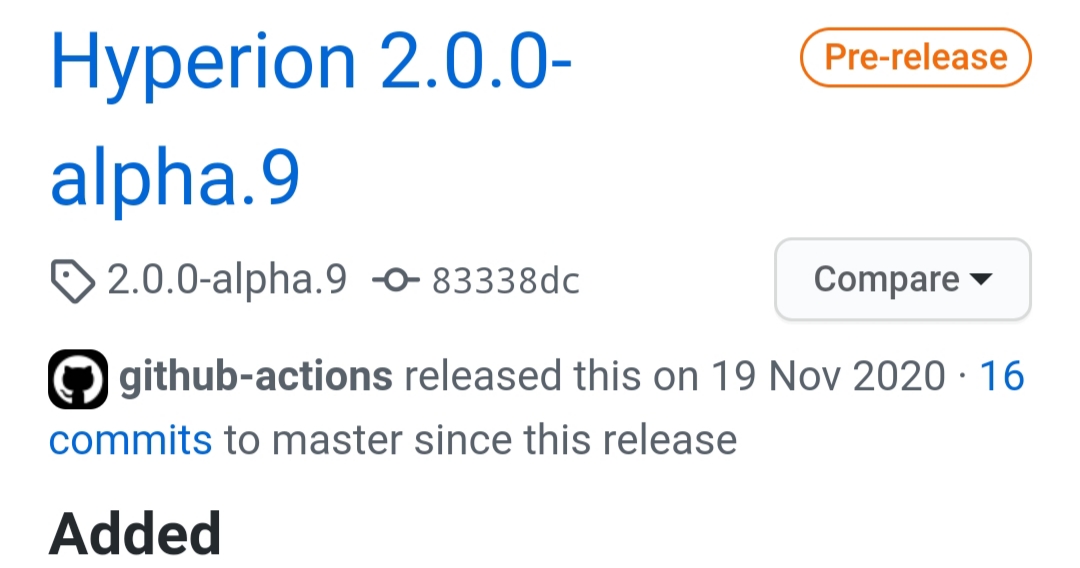 Hyperion 2.0.0-
Pre-release
alpha.9
2.0.0-alpha.9 83338dc
Compare
github-actions released this on 19 Nov 2020 · 16
commits to master since this release
Added